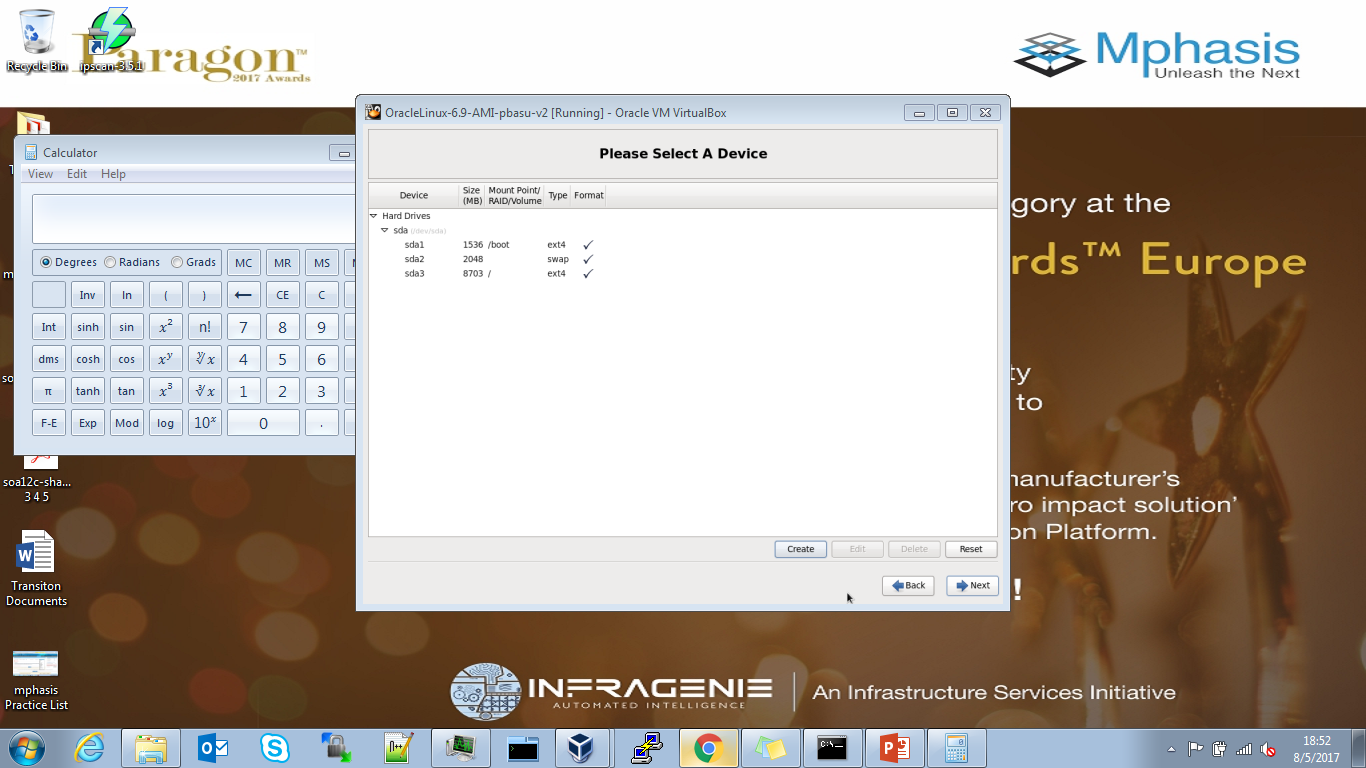 Recycle Bin
ipscan-3.5.1
Paragon™
2017 Awards
Mphasis
Unleash the Next
OracleLinux-6.9-AMI-pbasu-v2 [Running] - Oracle VM VirtualBox
Please Select A Device
Device
Size (MB)
Mount Point/ RAID/Volume
Type
Format
Hard Drives
sda (/dev/sda)
sda1 1536 /boot ext4 ✓
sda2 2048 swap ✓
sda3 8703 / ext4 ✓
Create Edit Delete Reset
Back Next
Calculator
View Edit Help
Degrees Radians Grads MC MR MS
Inv ln ( ) ← CE C
Int sinh sin x² n! 7 8 9
dms cosh cos xʸ ʸ√x 4 5 6
π tanh tan x³ ³√x 1 2 3
F-E Exp Mod log 10ˣ 0 .
gory at the
rds™ Europe
ty
to
nanufacturer's
ro impact solution'
on Platform.
!
soa12c-sha...
3 4 5
Transiton
Documents
mphasis
Practice List
INFRAGENIE
AUTOMATED INTELLIGENCE
An Infrastructure Services Initiative
18:52
8/5/2017